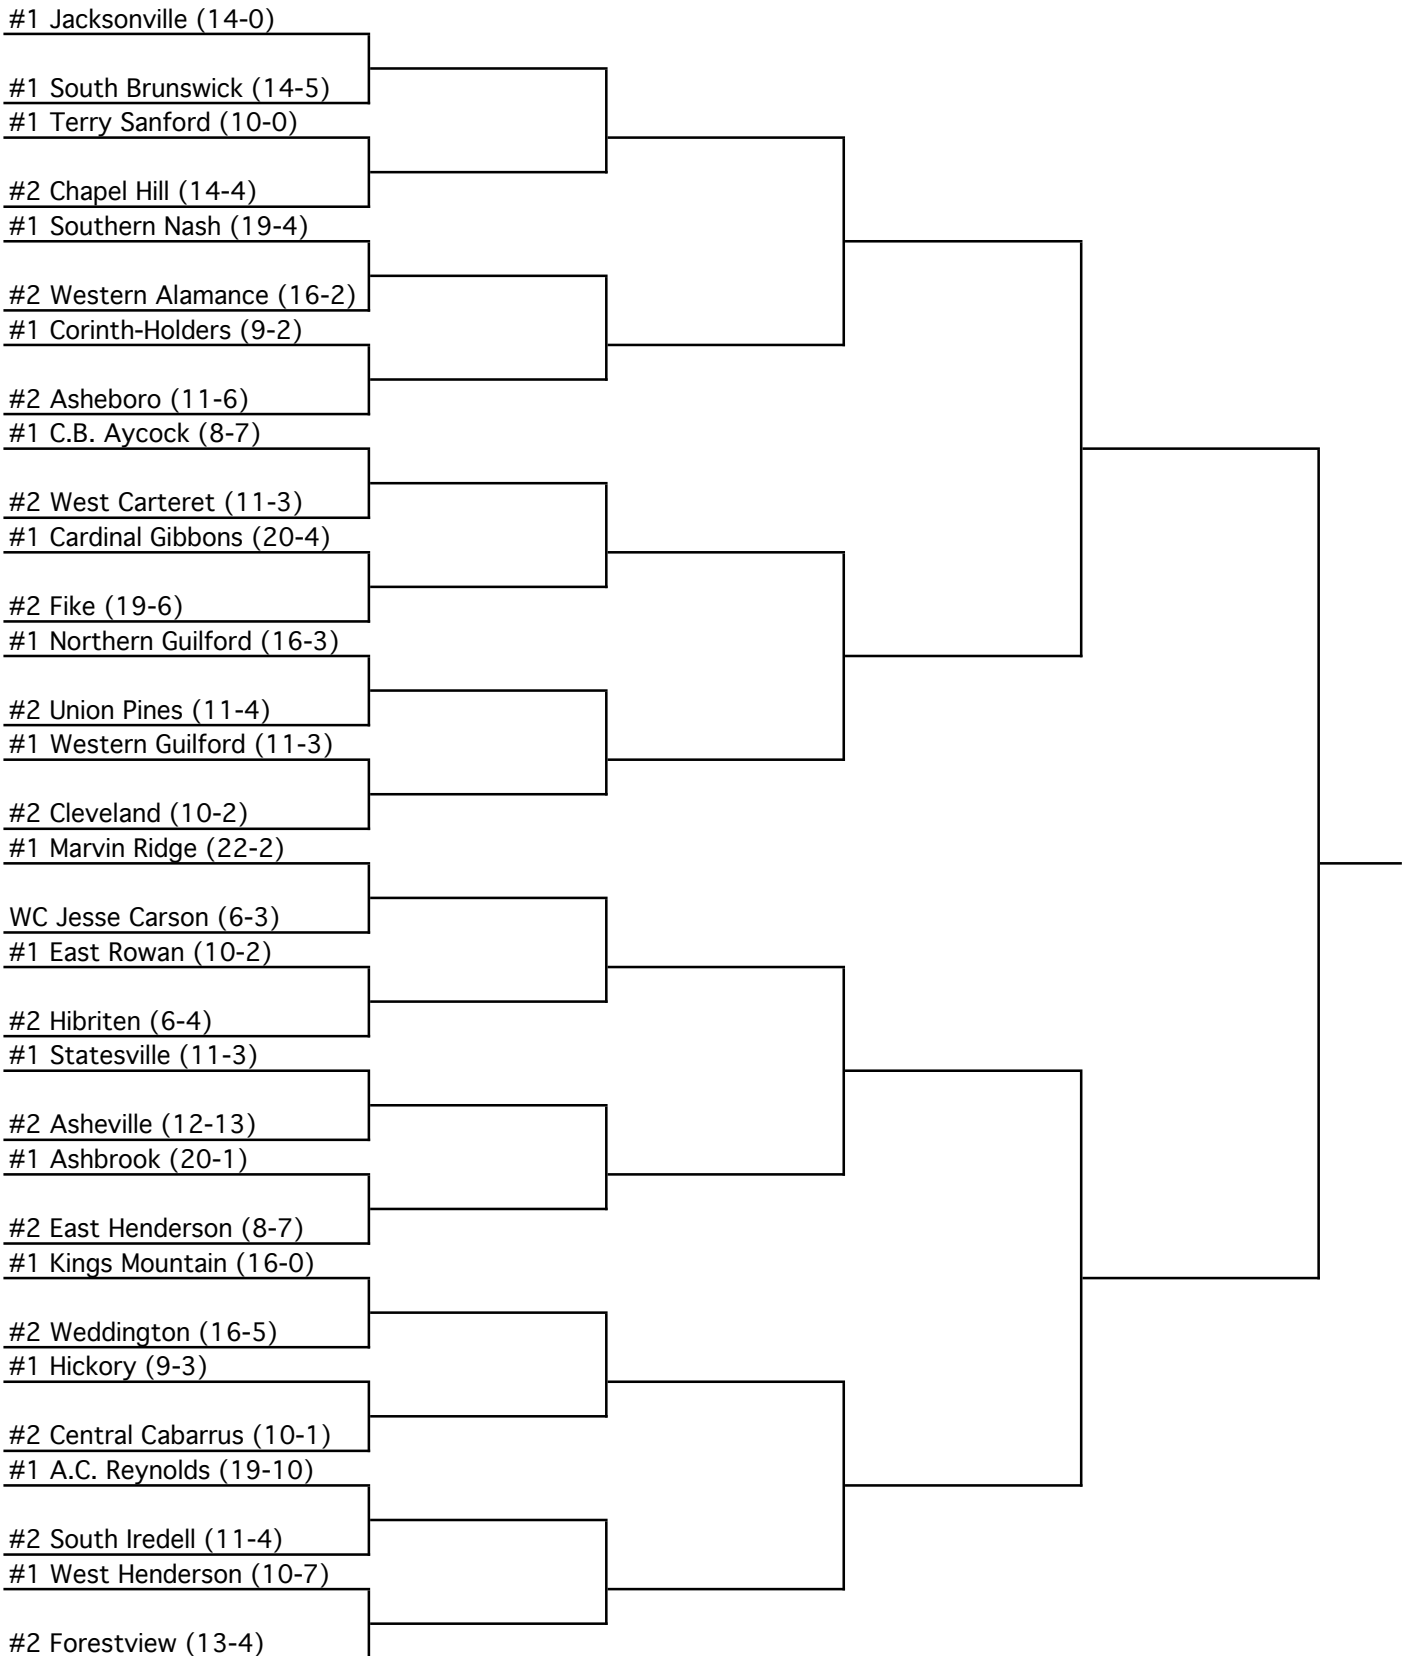 #1 Jacksonville (14-0)
#1 South Brunswick (14-5)
#1 Terry Sanford (10-0)
#2 Chapel Hill (14-4)
#1 Southern Nash (19-4)
#2 Western Alamance (16-2)
#1 Corinth-Holders (9-2)
#2 Asheboro (11-6)
#1 C.B. Aycock (8-7)
#2 West Carteret (11-3)
#1 Cardinal Gibbons (20-4)
#2 Fike (19-6)
#1 Northern Guilford (16-3)
#2 Union Pines (11-4)
#1 Western Guilford (11-3)
#2 Cleveland (10-2)
#1 Marvin Ridge (22-2)
WC Jesse Carson (6-3)
#1 East Rowan (10-2)
#2 Hibriten (6-4)
#1 Statesville (11-3)
#2 Asheville (12-13)
#1 Ashbrook (20-1)
#2 East Henderson (8-7)
#1 Kings Mountain (16-0)
#2 Weddington (16-5)
#1 Hickory (9-3)
#2 Central Cabarrus (10-1)
#1 A.C. Reynolds (19-10)
#2 South Iredell (11-4)
#1 West Henderson (10-7)
#2 Forestview (13-4)